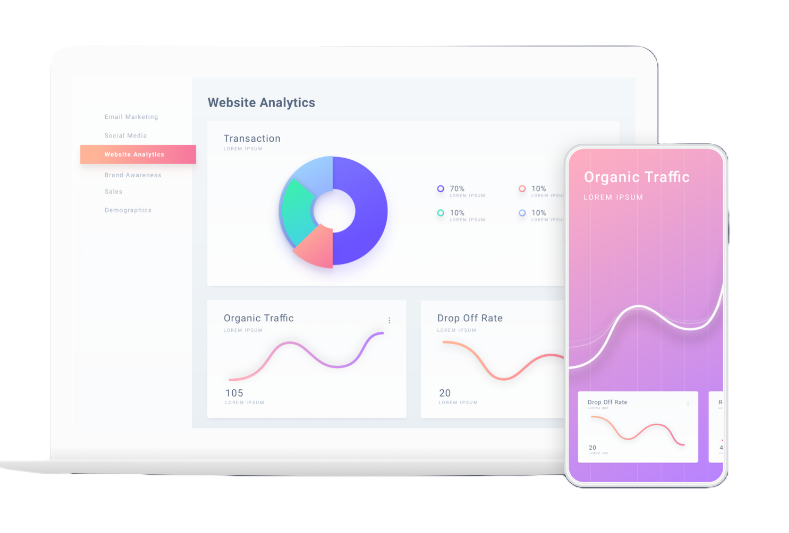 Website Analytics
Email Marketing
Social Media
Website Analytics
Brand Awareness
Sales
Demographics
Transaction
LOREM IPSUM
70%
LOREM IPSUM
10%
LOREM IPSUM
10%
LOREM IPSUM
10%
LOREM IPSUM
Organic Traffic
LOREM IPSUM
105
LOREM IPSUM
Drop Off Rate
LOREM IPSUM
20
LOREM IPSUM
Organic Traffic
LOREM IPSUM
Drop Off Rate
LOREM IPSUM
20